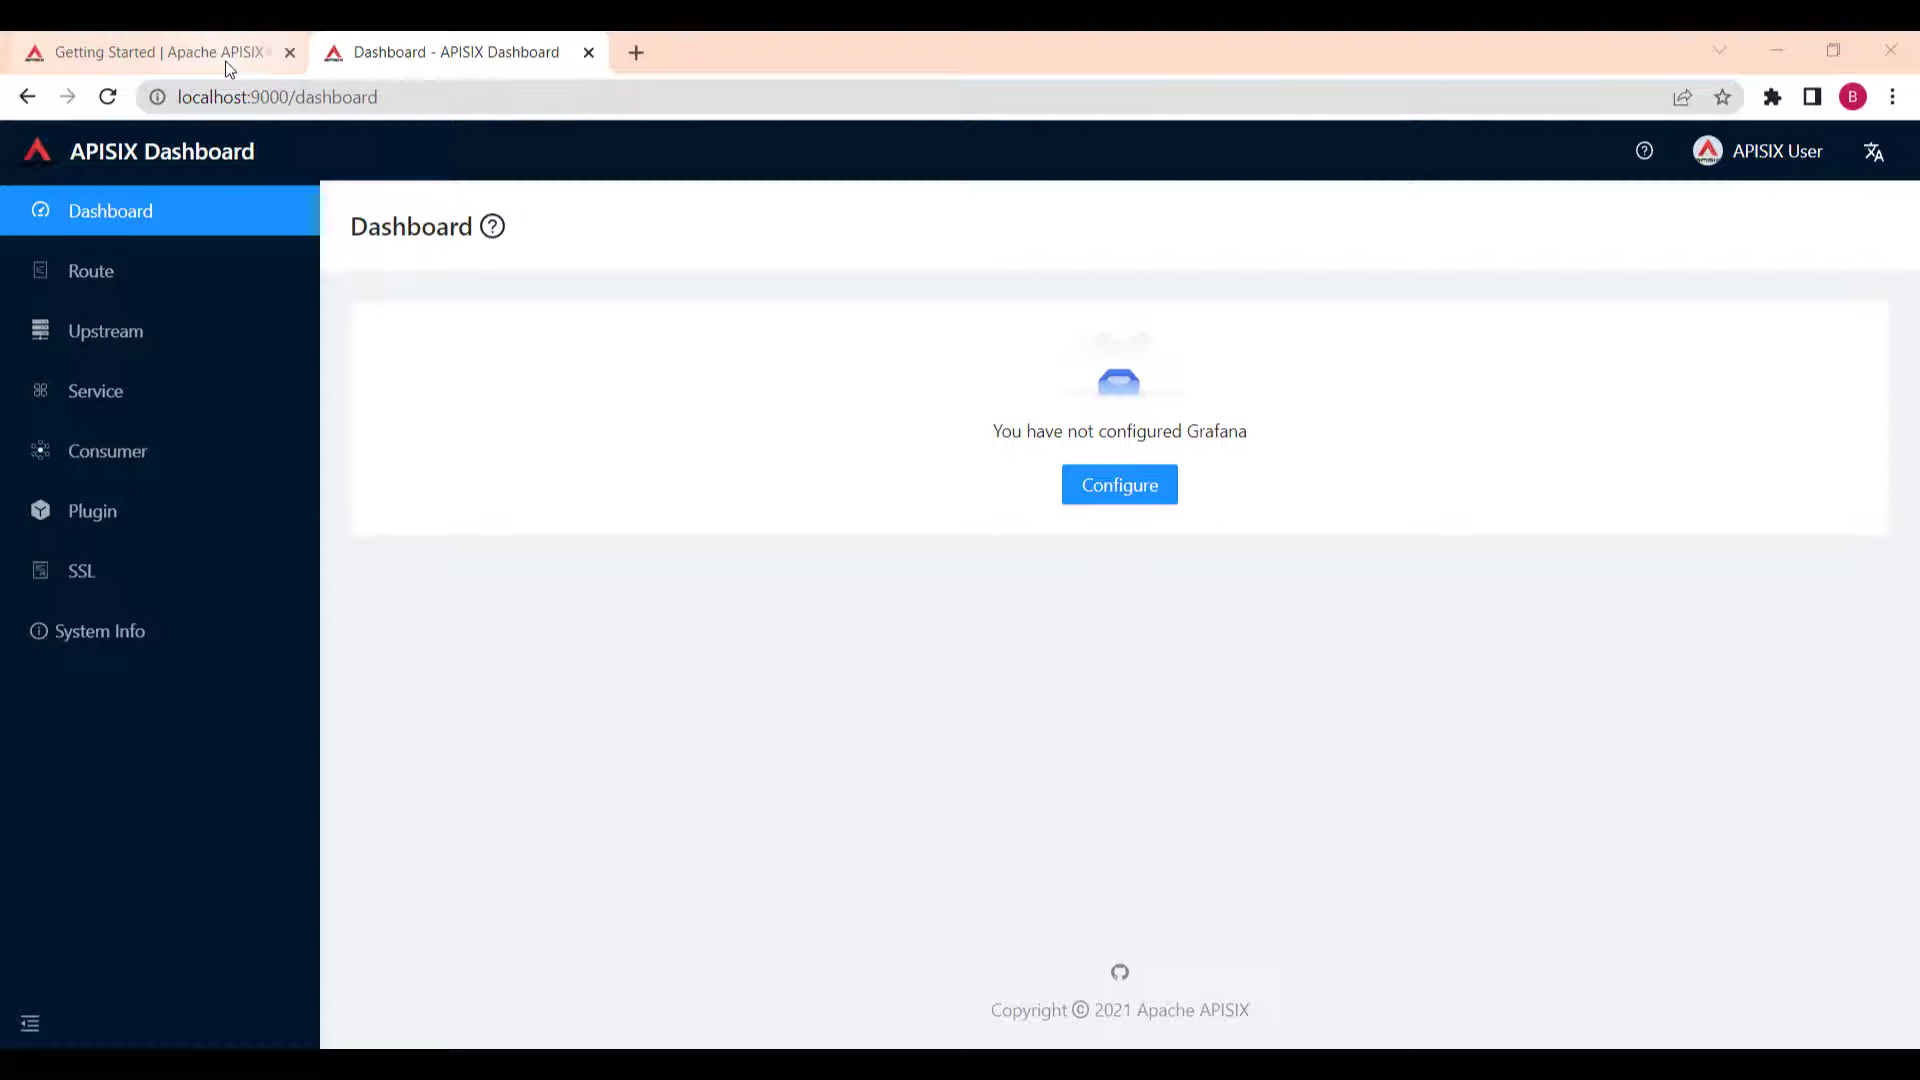 Getting Started | Apache APISIX
Dashboard - APISIX Dashboard
localhost:9000/dashboard
B
APISIX Dashboard
APISIX User
Dashboard
Route
Upstream
Service
Consumer
Plugin
SSL
System Info
Dashboard
You have not configured Grafana
Configure
Copyright © 2021 Apache APISIX